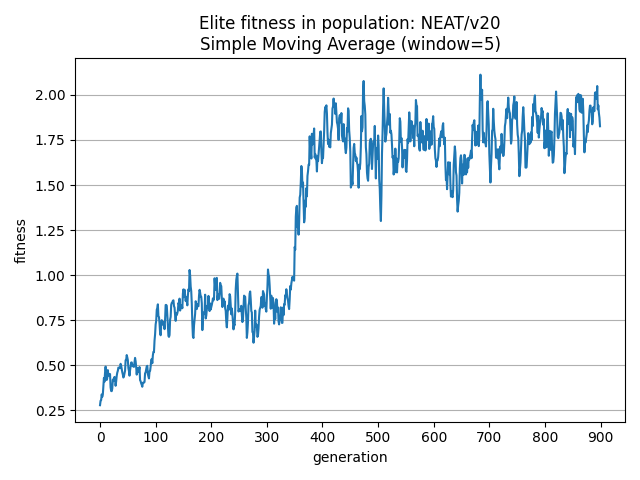 Elite fitness in population: NEAT/v20
Simple Moving Average (window=5)
fitness
2.00
1.75
1.50
1.25
1.00
0.75
0.50
0.25
0 100 200 300 400 500 600 700 800 900
generation